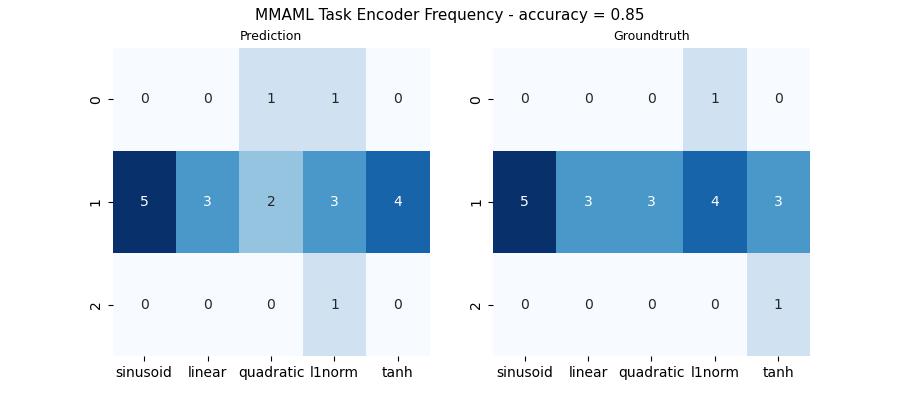 MMAML Task Encoder Frequency - accuracy = 0.85
Prediction Groundtruth
0 0 0 1 1 0 0 0 0 0 1 0
1 5 3 2 3 4 1 5 3 3 4 3
2 0 0 0 1 0 2 0 0 0 0 1
sinusoid linear quadratic l1norm tanh sinusoid linear quadratic l1norm tanh